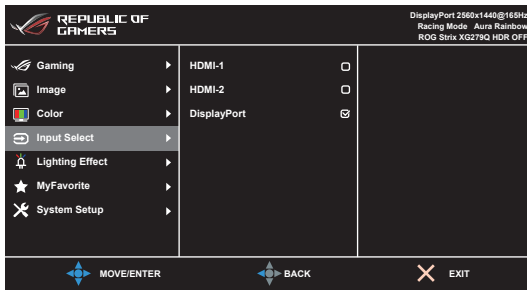 REPUBLIC OF
GAMERS
DisplayPort 2560x1440@165Hz
Racing Mode Aura Rainbow
ROG Strix XG279Q HDR OFF
Gaming
Image
Color
Input Select
Lighting Effect
MyFavorite
System Setup
HDMI-1
HDMI-2
DisplayPort
MOVE/ENTER
BACK
EXIT